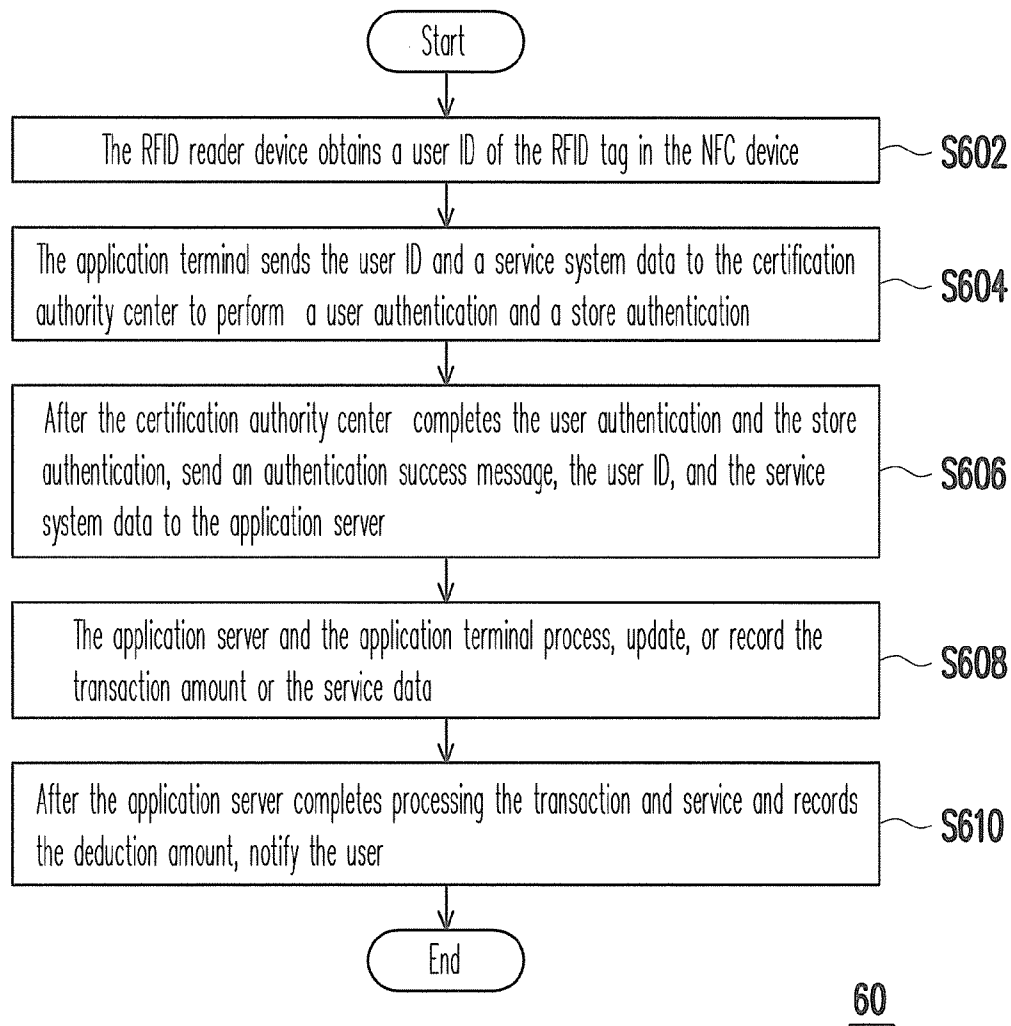 Start
The RFID reader device obtains a user ID of the RFID tag in the NFC device
S602
The application terminal sends the user ID and a service system data to the certification
authority center to perform a user authentication and a store authentication
S604
After the certification authority center completes the user authentication and the store
authentication, send an authentication success message, the user ID, and the service
system data to the application server
S606
The application server and the application terminal process, update, or record the
transaction amount or the service data
S608
After the application server completes processing the transaction and service and records
the deduction amount, notify the user
S610
End
60